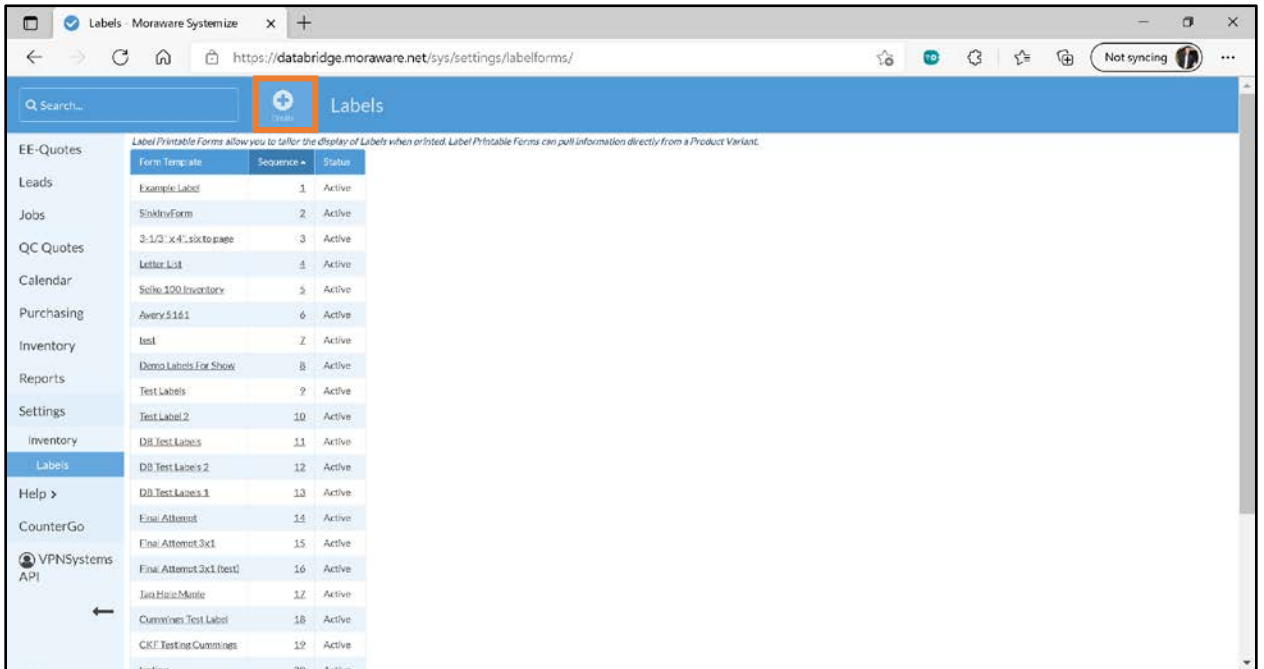 Labels - Moraware Systemize
https://databridge.moraware.net/sys/settings/labelforms/
Not syncing
Search...
Create
Labels
Label Printable Forms allow you to tailor the display of Labels when printed. Label Printable Forms can pull information directly from a Product Variant.
EE-Quotes
Leads
Jobs
QC Quotes
Calendar
Purchasing
Inventory
Reports
Settings
Inventory
Labels
Help >
CounterGo
VPNSystems
API
Form Template Sequence Status
Example Label 1 Active
SinkInvForm 2 Active
3-1/3" x 4", six to page 3 Active
Letter List 4 Active
Seiko 100 Inventory 5 Active
Avery 5161 6 Active
test 7 Active
Demo Labels For Show 8 Active
Test Labels 9 Active
Test Label 2 10 Active
DB Test Labels 11 Active
DB Test Labels 2 12 Active
DB Test Labels 1 13 Active
Final Attempt 14 Active
Final Attempt 3x1 15 Active
Final Attempt 3x1 (test) 16 Active
17 Active
Cummings Test Label 18 Active
CKF Testing Cummings 19 Active